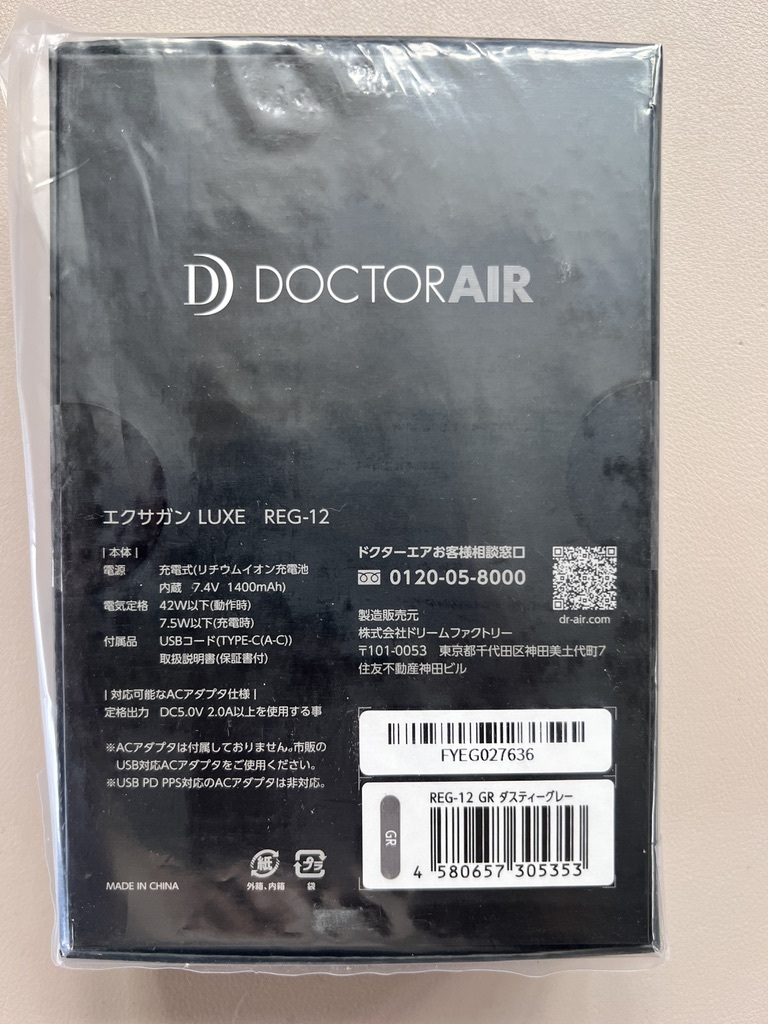 DOCTORAIR
エクサガン LUXE REG-12
| 本体 |
電源 充電式(リチウムイオン充電池
内蔵 7.4V 1400mAh)
電気定格 42W以下(動作時)
7.5W以下(充電時)
付属品 USBコード(TYPE-C(A-C))
取扱説明書(保証書付)
| 対応可能なACアダプタ仕様 |
定格出力 DC5.0V 2.0A以上を使用する事
※ACアダプタは付属しておりません。市販の
USB対応ACアダプタをご使用ください。
※USB PD PPS対応のACアダプタは非対応。
MADE IN CHINA
紙
外箱、内箱
プラ
袋
ドクターエアお客様相談窓口
0120-05-8000
dr-air.com
製造販売元
株式会社ドリームファクトリー
〒101-0053 東京都千代田区神田美土代町7
住友不動産神田ビル
FYEG027636
REG-12 GR ダスティーグレー
GR
4 580657 305353